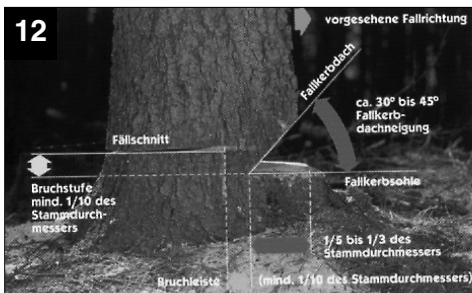 12
vorgesehene Fallrichtung
Fallkerbdach
ca. 30° bis 45°
Fallkerb-
dachneigung
Fällschnitt
Bruchstufe
mind. 1/10 des
Stammdurch-
messers
Fallkerbsohle
1/5 bis 1/3 des
Stammdurchmessers
Bruchleiste
(mind. 1/10 des Stammdurchmessers)